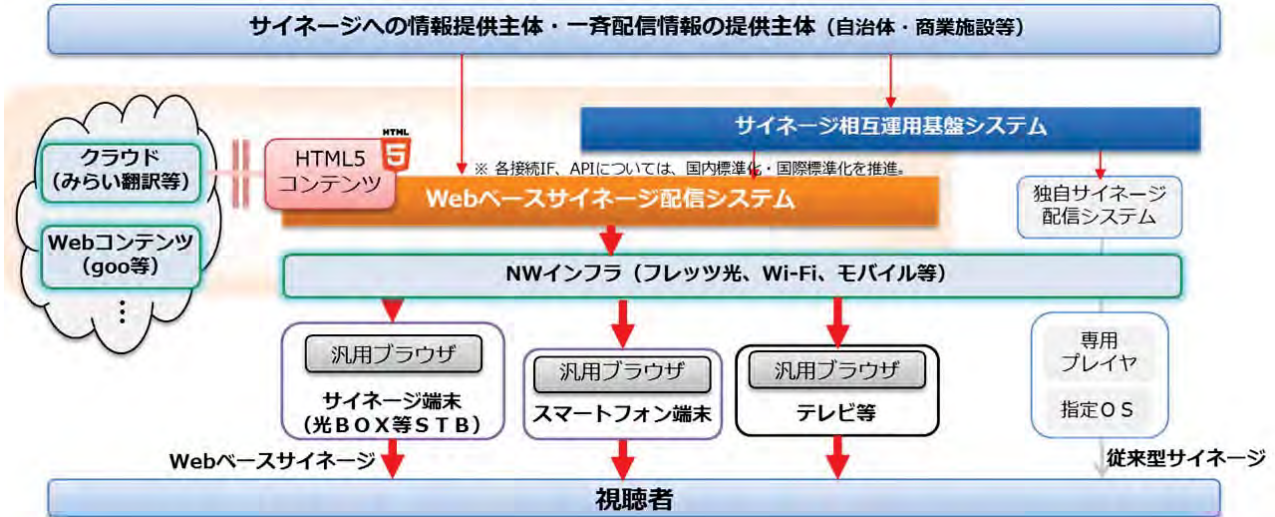 サイネージへの情報提供主体・一斉配信情報の提供主体（自治体・商業施設等）
サイネージ相互運用基盤システム
クラウド
（みらい翻訳等）
HTML
5
HTML5
コンテンツ
※ 各接続IF、APIについては、国内標準化・国際標準化を推進。
Webベースサイネージ配信システム
独自サイネージ
配信システム
Webコンテンツ
（goo等）
⋮
NWインフラ（フレッツ光、Wi-Fi、モバイル等）
汎用ブラウザ
サイネージ端末
（光ＢＯＸ等ＳＴＢ）
汎用ブラウザ
スマートフォン端末
汎用ブラウザ
テレビ等
専用
プレイヤ
指定ＯＳ
Webベースサイネージ
従来型サイネージ
視聴者